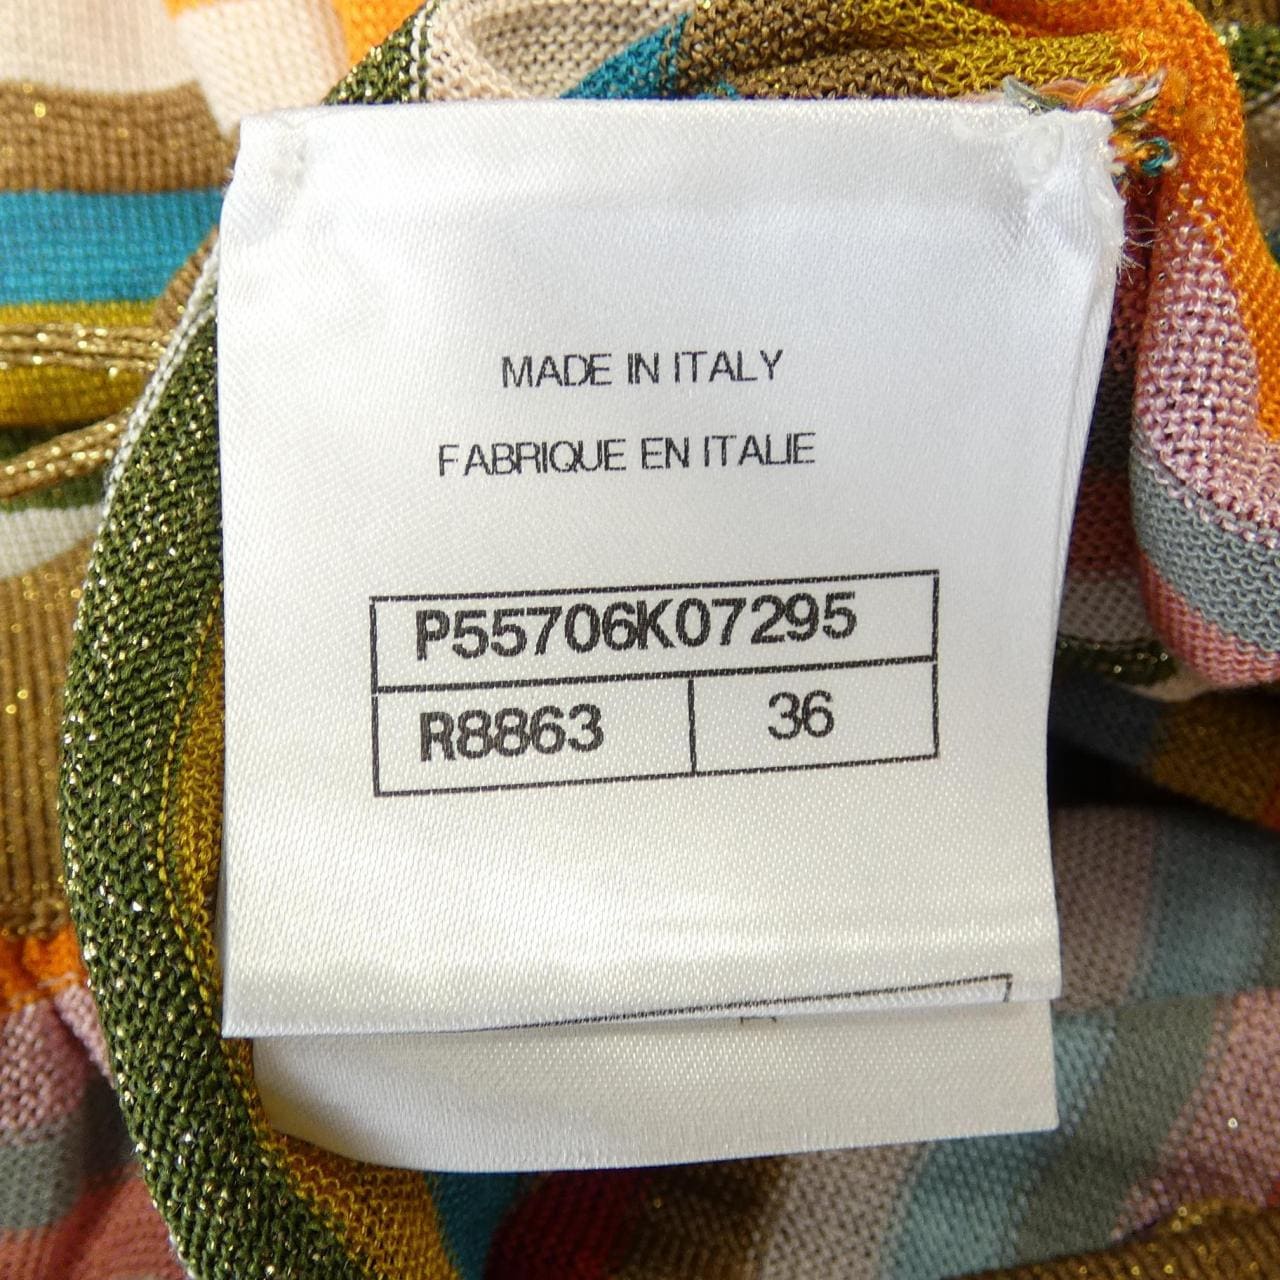 MADE IN ITALY
FABRIQUE EN ITALIE
P55706K07295
R8863 36